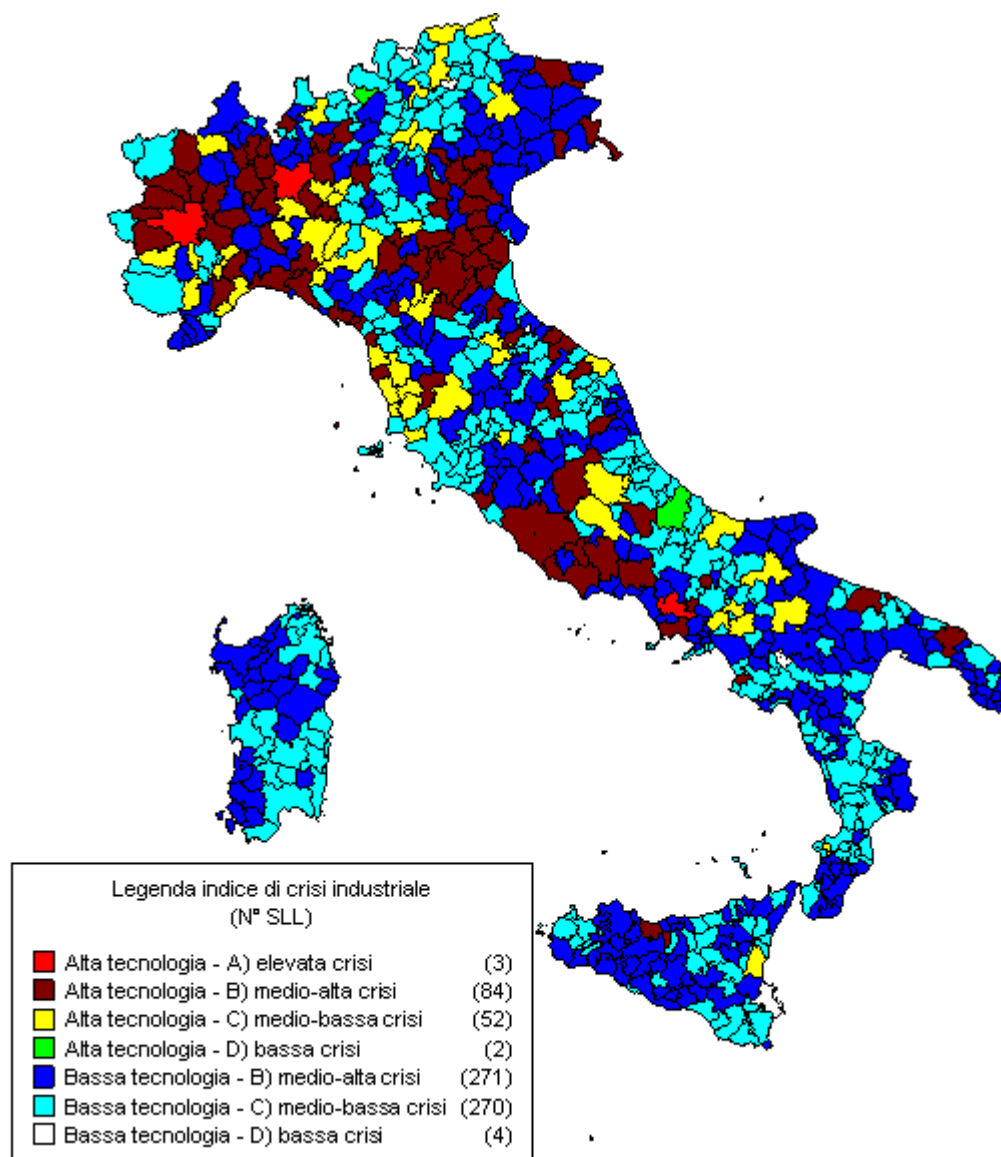 Legenda indice di crisi industriale
(N° SLL)
Alta tecnologia - A) elevata crisi (3)
Alta tecnologia - B) medio-alta crisi (84)
Alta tecnologia - C) medio-bassa crisi (52)
Alta tecnologia - D) bassa crisi (2)
Bassa tecnologia - B) medio-alta crisi (271)
Bassa tecnologia - C) medio-bassa crisi (270)
Bassa tecnologia - D) bassa crisi (4)